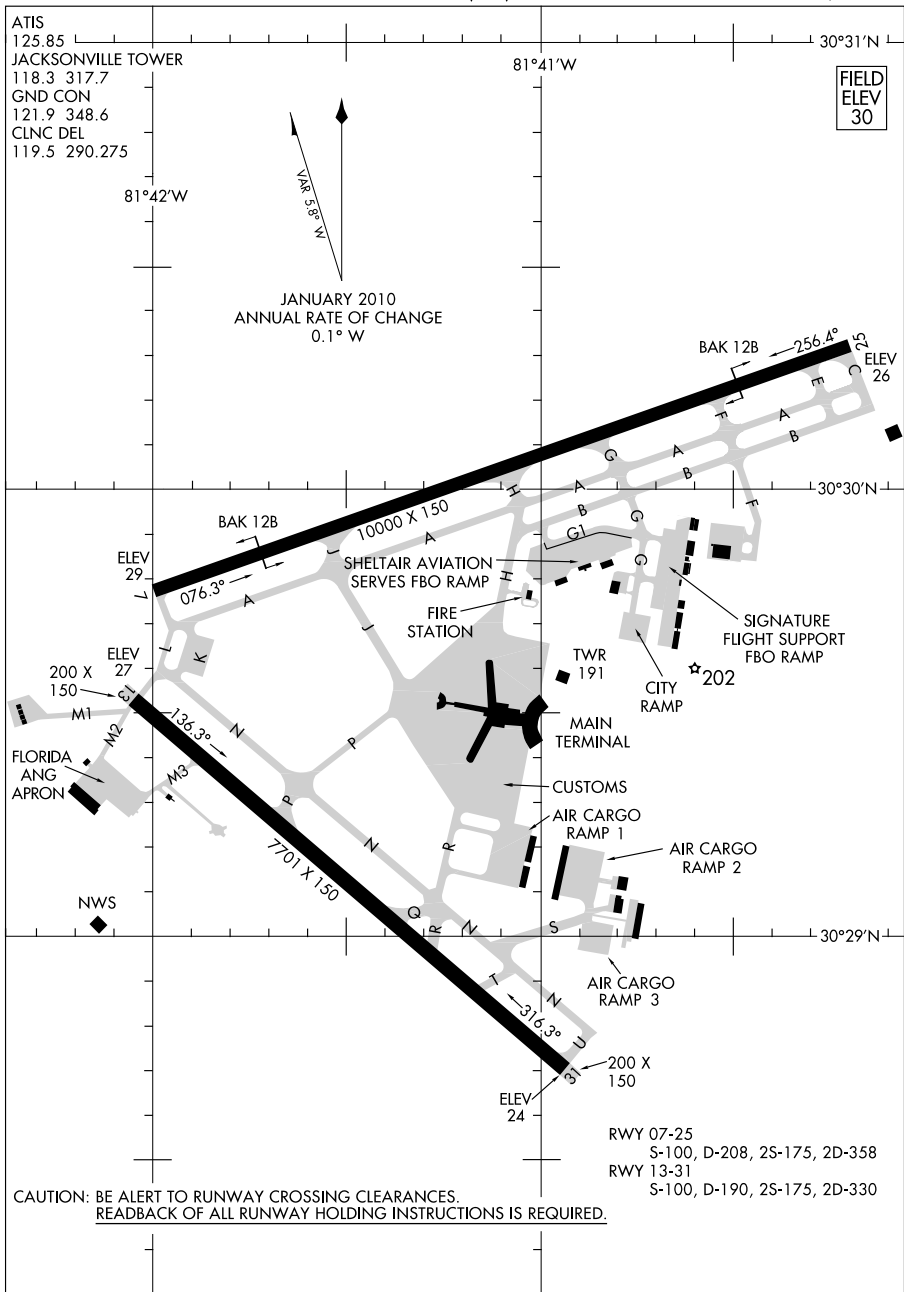 ATIS
125.85
JACKSONVILLE TOWER
118.3 317.7
GND CON
121.9 348.6
CLNC DEL
119.5 290.275
30°31'N
81°41'W
FIELD
ELEV
30
81°42'W
VAR 5.8° W
JANUARY 2010
ANNUAL RATE OF CHANGE
0.1° W
BAK 12B
256.4°
25
ELEV
26
C
E
F
A
B
G
A
B
F
H
A
B
G
G1
G
30°30'N
BAK 12B
10000 X 150
J
A
H
ELEV
29
7
076.3°
A
SHELTAIR AVIATION
SERVES FBO RAMP
FIRE
STATION
SIGNATURE
FLIGHT SUPPORT
FBO RAMP
J
L
K
ELEV
27
200 X
150
13
TWR
191
202
CITY
RAMP
M1
M2
136.3°
N
P
MAIN
TERMINAL
FLORIDA
ANG
APRON
M3
P
CUSTOMS
AIR CARGO
RAMP 1
AIR CARGO
RAMP 2
7701 X 150
N
R
NWS
Q
R
N
S
30°29'N
AIR CARGO
RAMP 3
T
N
316.3°
U
31
200 X
150
ELEV
24
RWY 07-25
S-100, D-208, 2S-175, 2D-358
RWY 13-31
S-100, D-190, 2S-175, 2D-330
CAUTION: BE ALERT TO RUNWAY CROSSING CLEARANCES.
READBACK OF ALL RUNWAY HOLDING INSTRUCTIONS IS REQUIRED.